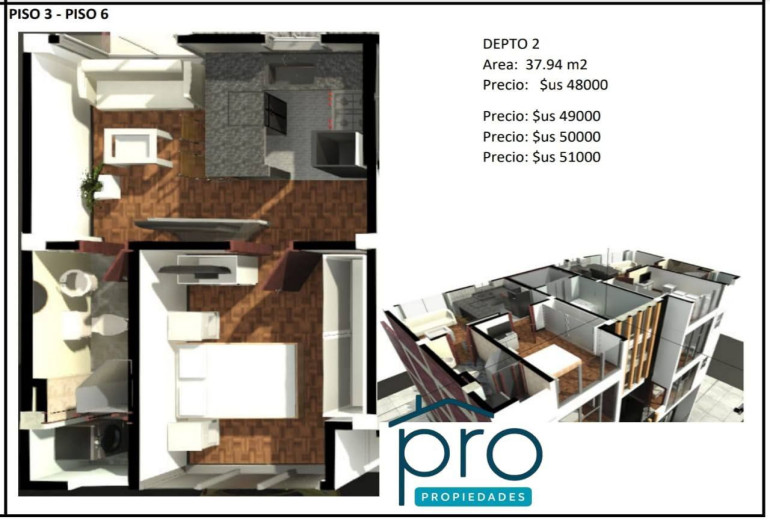 PISO 3 - PISO 6
DEPTO 2
Area: 37.94 m2
Precio: $us 48000
Precio: $us 49000
Precio: $us 50000
Precio: $us 51000
pro
PROPIEDADES